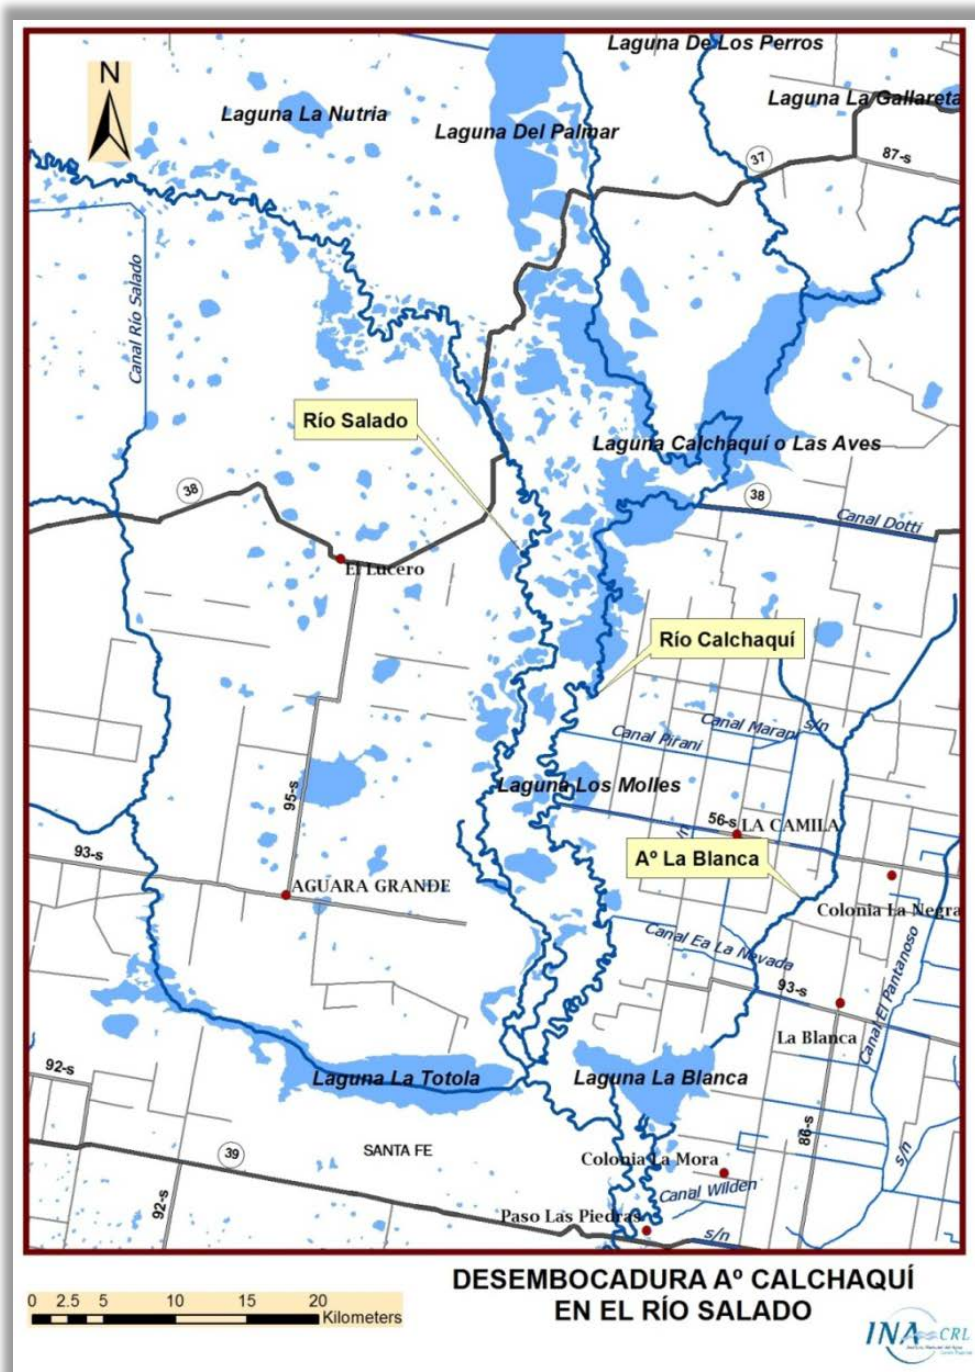 Laguna De Los Perros
N
Laguna La Nutria
Laguna La Gallareta
Laguna Del Palmar
37
87-s
Canal Río Salado
Río Salado
Laguna Calchaquí o Las Aves
38
38
Canal Dotti
El Lucero
Río Calchaquí
Canal Marapi
s/n
Canal Pirani
95-s
Laguna Los Molles
56-s
LA CAMILA
s/n
93-s
Aº La Blanca
AGUARA GRANDE
Colonia La Negra
Canal Ea La Nevada
93-s
Canal El Pantanoso
La Blanca
92-s
Laguna La Totola
Laguna La Blanca
86-s
39
SANTA FE
Colonia La Mora
s/n
Canal Wilden
92-s
Paso Las Piedras
s/n
DESEMBOCADURA Aº CALCHAQUÍ
EN EL RÍO SALADO
0 2.5 5 10 15 20
Kilometers
INA CRL